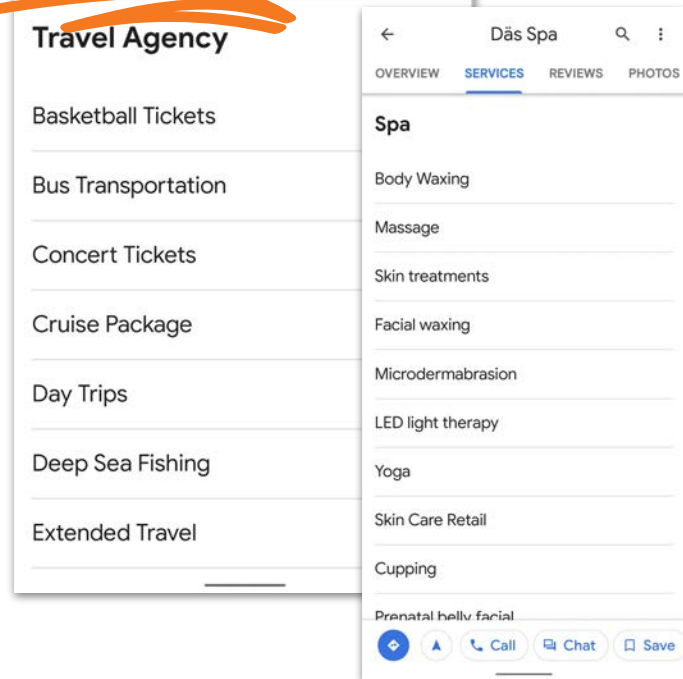 Travel Agency
Basketball Tickets
Bus Transportation
Concert Tickets
Cruise Package
Day Trips
Deep Sea Fishing
Extended Travel
Däs Spa
OVERVIEW SERVICES REVIEWS PHOTOS
Spa
Body Waxing
Massage
Skin treatments
Facial waxing
Microdermabrasion
LED light therapy
Yoga
Skin Care Retail
Cupping
Prenatal belly facial
Call Chat Save